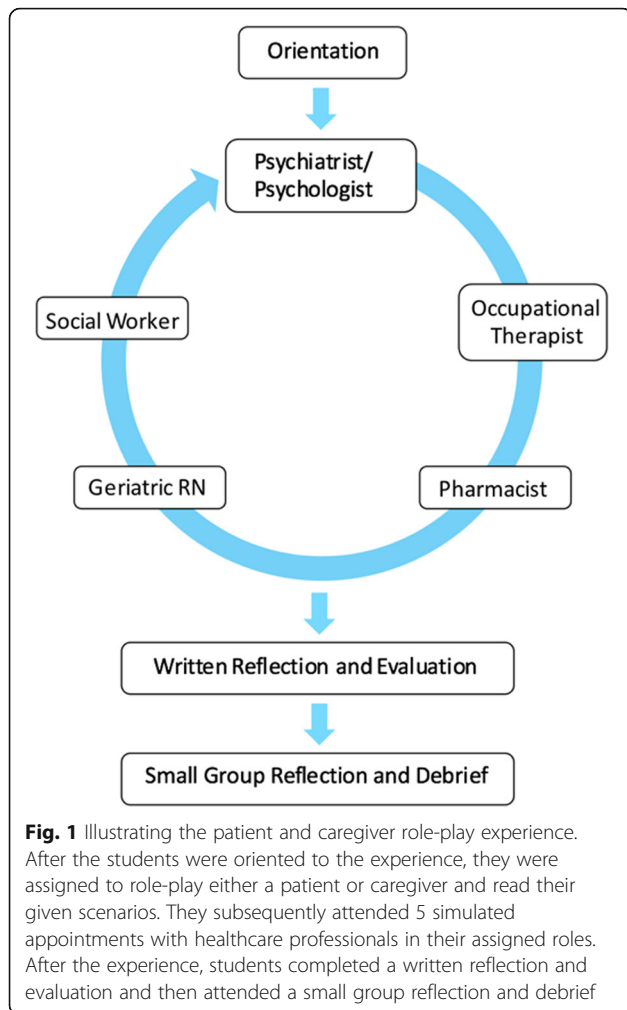 Orientation
Psychiatrist/
Psychologist
Social Worker
Occupational
Therapist
Geriatric RN
Pharmacist
Written Reflection and Evaluation
Small Group Reflection and Debrief
Fig. 1 Illustrating the patient and caregiver role-play experience.
After the students were oriented to the experience, they were
assigned to role-play either a patient or caregiver and read their
given scenarios. They subsequently attended 5 simulated
appointments with healthcare professionals in their assigned roles.
After the experience, students completed a written reflection and
evaluation and then attended a small group reflection and debrief